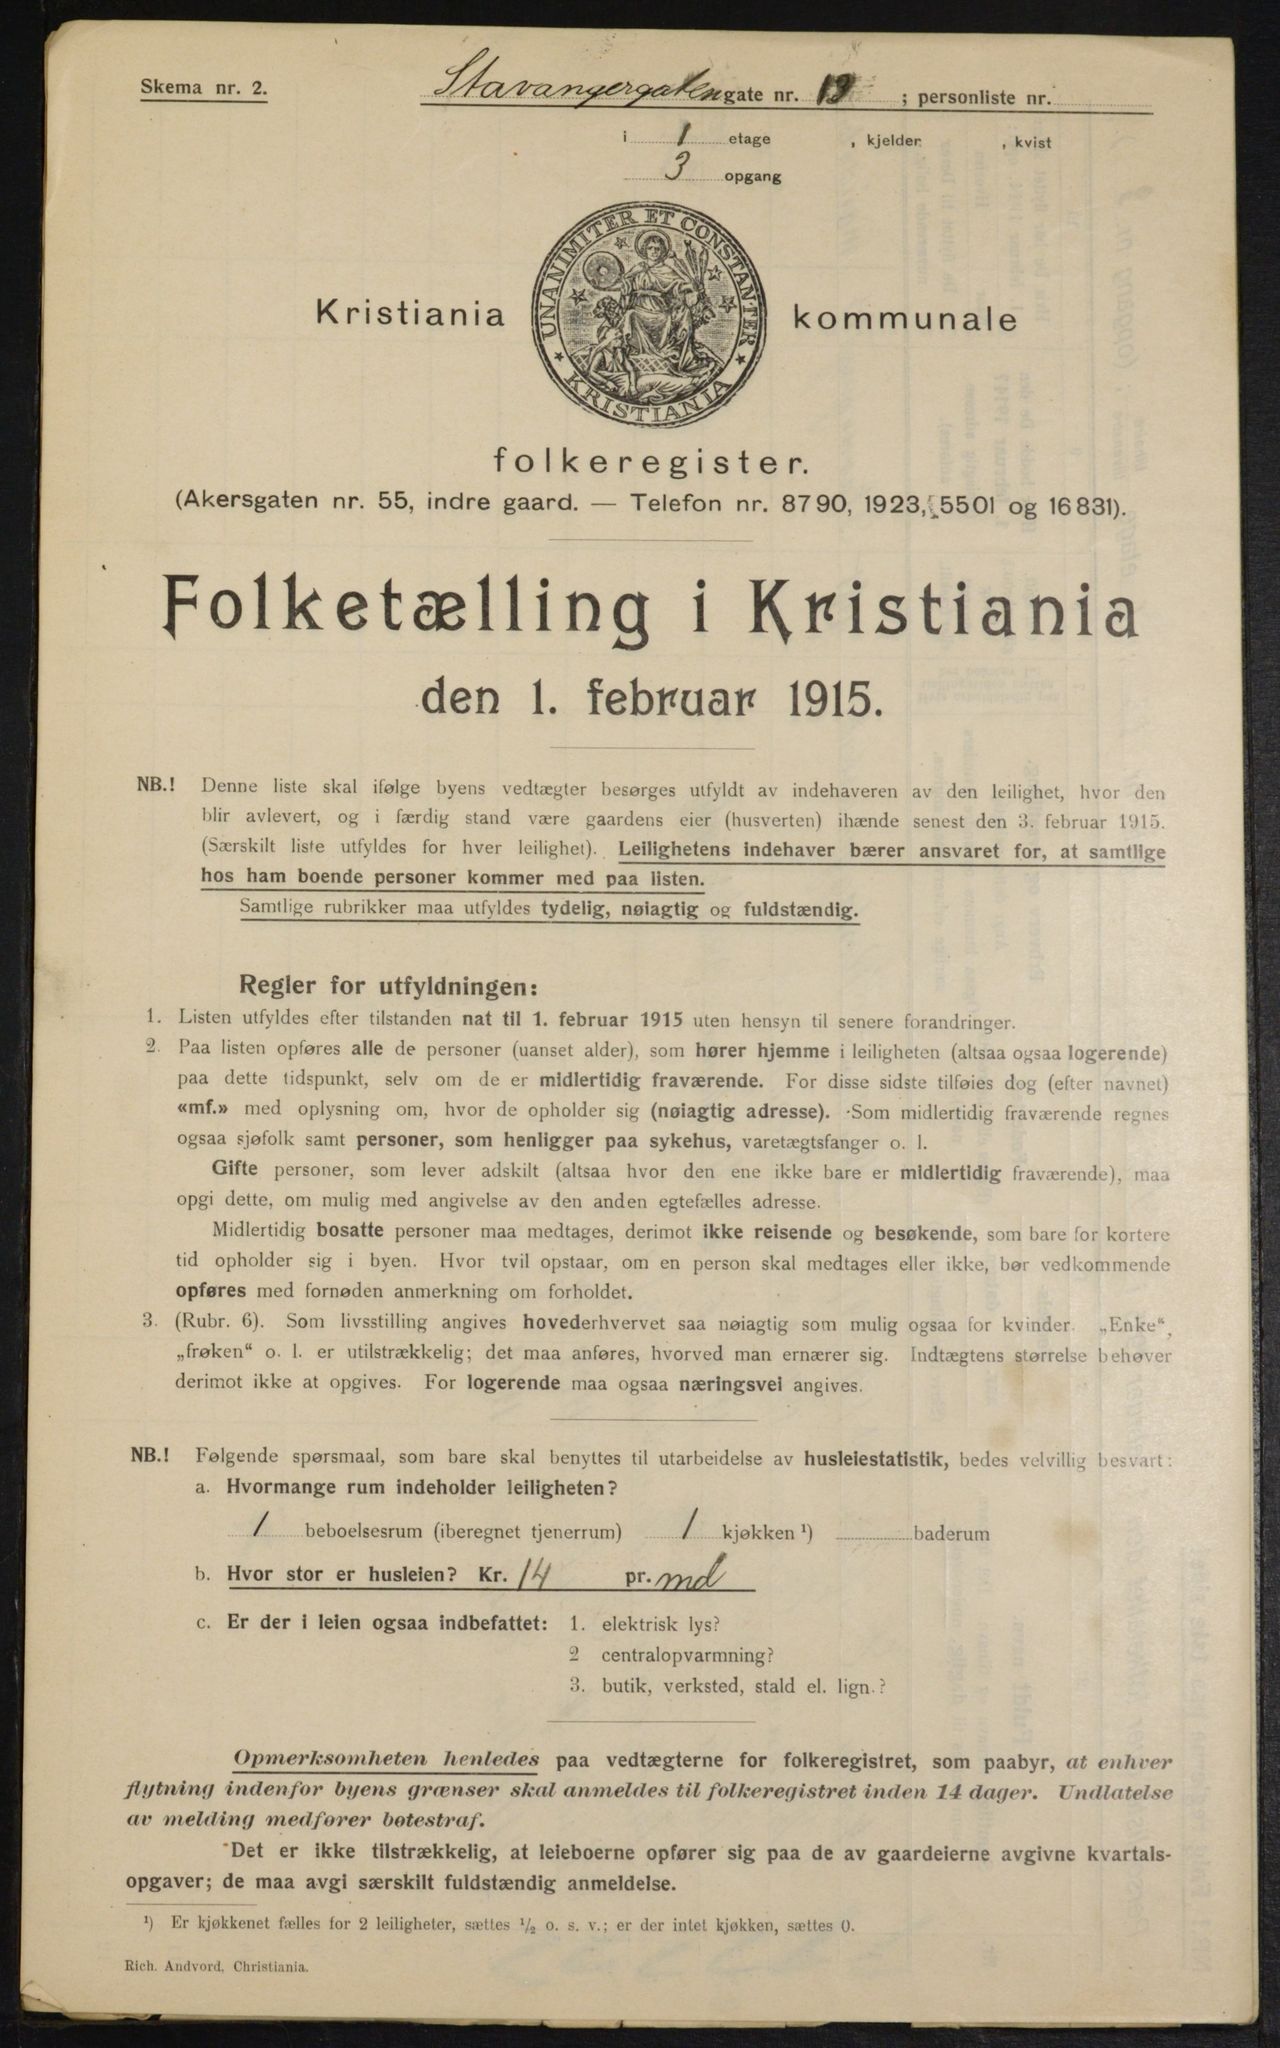 Skema nr. 2.
Stavangergaten gate nr. 13 ; personliste nr.
i 1 etage , kjelder , kvist
3 opgang
UNANIMITER ET CONSTANTER
KRISTIANIA
Kristiania kommunale
folkeregister.
(Akersgaten nr. 55, indre gaard. — Telefon nr. 8790, 1923, 5501 og 16831).
Folketælling i Kristiania
den 1. februar 1915.
NB.! Denne liste skal ifølge byens vedtægter besørges utfyldt av indehaveren av den leilighet, hvor den
blir avlevert, og i færdig stand være gaardens eier (husverten) ihænde senest den 3. februar 1915.
(Særskilt liste utfyldes for hver leilighet). Leilighetens indehaver bærer ansvaret for, at samtlige
hos ham boende personer kommer med paa listen.
Samtlige rubrikker maa utfyldes tydelig, nøiagtig og fuldstændig.
Regler for utfyldningen:
1. Listen utfyldes efter tilstanden nat til 1. februar 1915 uten hensyn til senere forandringer.
2. Paa listen opføres alle de personer (uanset alder), som hører hjemme i leiligheten (altsaa ogsaa logerende)
paa dette tidspunkt, selv om de er midlertidig fraværende. For disse sidste tilføies dog (efter navnet)
«mf.» med oplysning om, hvor de opholder sig (nøiagtig adresse). Som midlertidig fraværende regnes
ogsaa sjøfolk samt personer, som henligger paa sykehus, varetægtsfanger o. l.
Gifte personer, som lever adskilt (altsaa hvor den ene ikke bare er midlertidig fraværende), maa
opgi dette, om mulig med angivelse av den anden egtefælles adresse.
Midlertidig bosatte personer maa medtages, derimot ikke reisende og besøkende, som bare for kortere
tid opholder sig i byen. Hvor tvil opstaar, om en person skal medtages eller ikke, bør vedkommende
opføres med fornøden anmerkning om forholdet.
3. (Rubr. 6). Som livsstilling angives hovederhvervet saa nøiagtig som mulig ogsaa for kvinder. „Enke“,
„frøken“ o. l. er utilstrækkelig; det maa anføres, hvorved man ernærer sig. Indtægtens størrelse behøver
derimot ikke at opgives. For logerende maa ogsaa næringsvei angives.
NB.! Følgende spørsmaal, som bare skal benyttes til utarbeidelse av husleiestatistik, bedes velvillig besvart:
a. Hvormange rum indeholder leiligheten?
1 beboelsesrum (iberegnet tjenerrum) 1 kjøkken ¹) baderum
b. Hvor stor er husleien? Kr. 14 pr. md
c. Er der i leien ogsaa indbefattet: 1. elektrisk lys?
2 centralopvarmning?
3. butik, verksted, stald el. lign.?
Opmerksomheten henledes paa vedtægterne for folkeregistret, som paabyr, at enhver
flytning indenfor byens grænser skal anmeldes til folkeregistret inden 14 dager. Undlatelse
av melding medfører bøtestraf.
Det er ikke tilstrækkelig, at leieboerne opfører sig paa de av gaardeierne avgivne kvartals-
opgaver; de maa avgi særskilt fuldstændig anmeldelse.
¹) Er kjøkkenet fælles for 2 leiligheter, sættes ½ o. s. v.; er der intet kjøkken, sættes 0.
Rich. Andvord, Christiania.